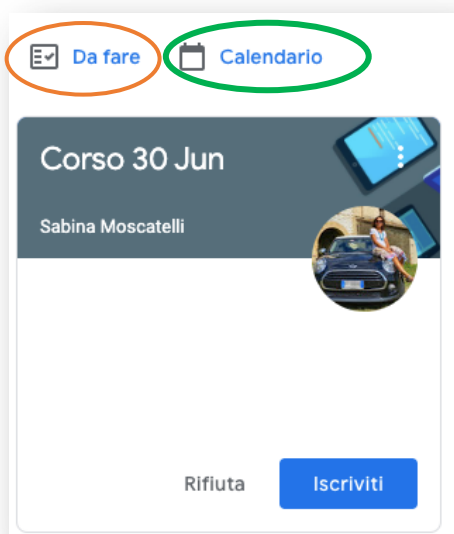 Da fare Calendario
Corso 30 Jun
Sabina Moscatelli
Rifiuta Iscriviti